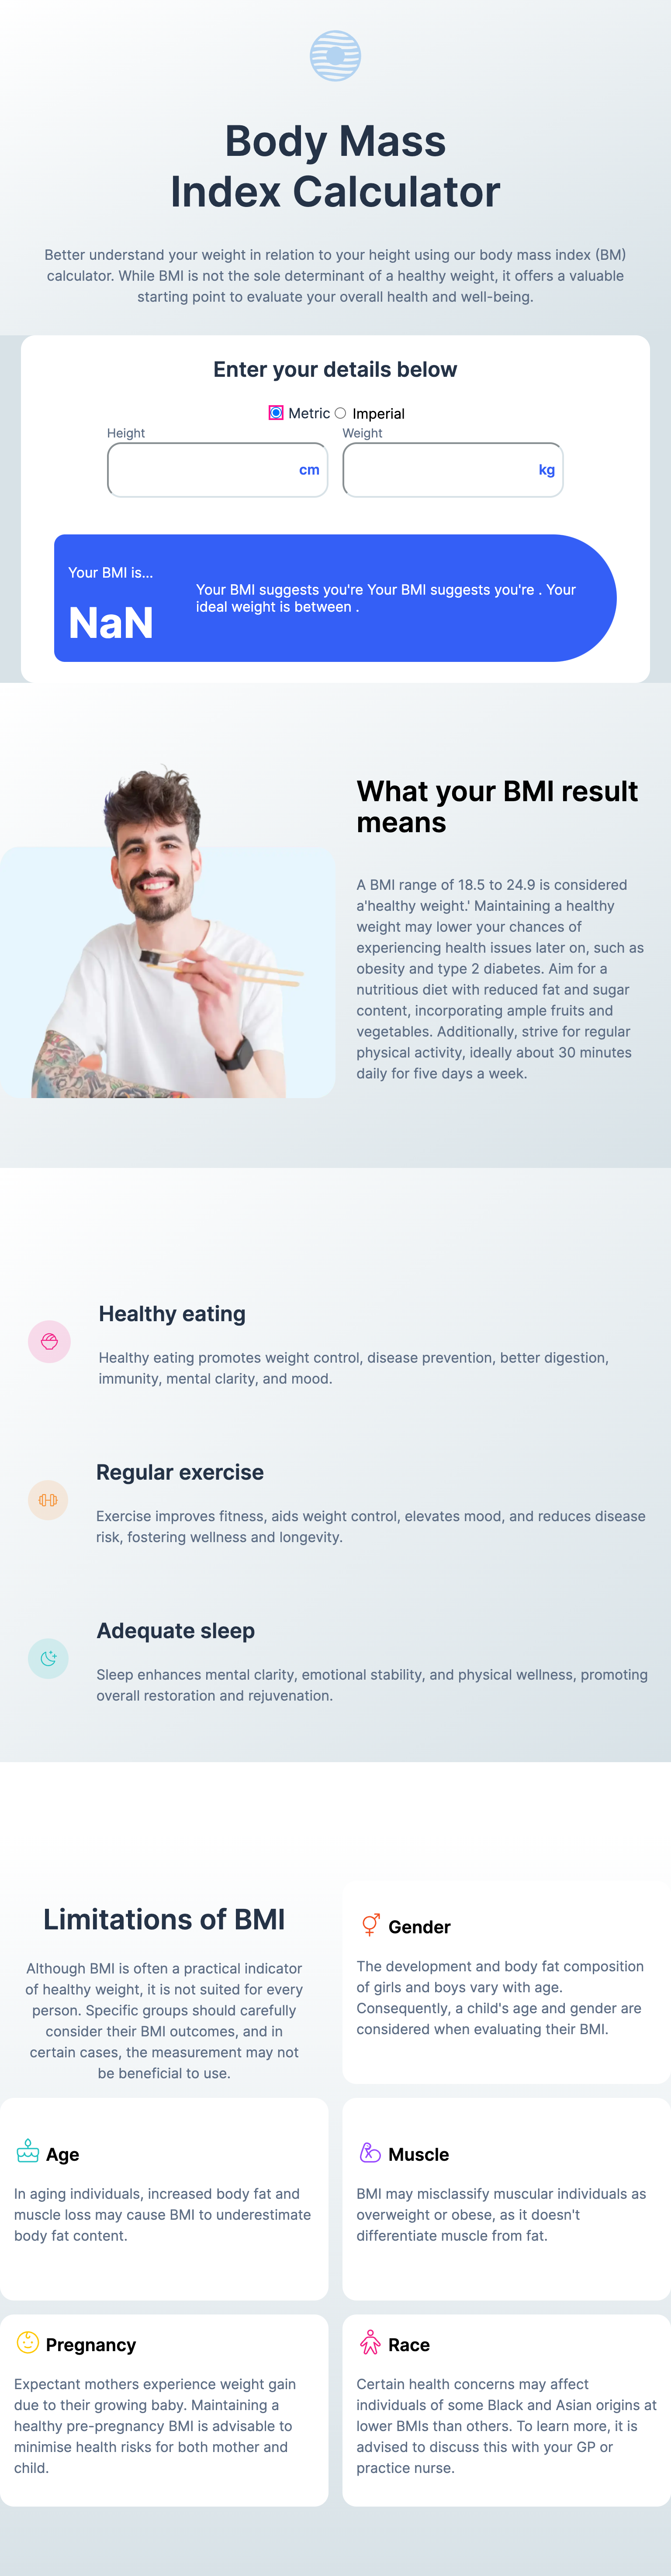 Body Mass
Index Calculator
Better understand your weight in relation to your height using our body mass index (BM)
calculator. While BMI is not the sole determinant of a healthy weight, it offers a valuable
starting point to evaluate your overall health and well-being.
Enter your details below
Metric Imperial
Height Weight
cm kg
Your BMI is...
NaN
Your BMI suggests you're Your BMI suggests you're . Your
ideal weight is between .
What your BMI result
means
A BMI range of 18.5 to 24.9 is considered
a'healthy weight.' Maintaining a healthy
weight may lower your chances of
experiencing health issues later on, such as
obesity and type 2 diabetes. Aim for a
nutritious diet with reduced fat and sugar
content, incorporating ample fruits and
vegetables. Additionally, strive for regular
physical activity, ideally about 30 minutes
daily for five days a week.
Healthy eating
Healthy eating promotes weight control, disease prevention, better digestion,
immunity, mental clarity, and mood.
Regular exercise
Exercise improves fitness, aids weight control, elevates mood, and reduces disease
risk, fostering wellness and longevity.
Adequate sleep
Sleep enhances mental clarity, emotional stability, and physical wellness, promoting
overall restoration and rejuvenation.
Limitations of BMI
Although BMI is often a practical indicator
of healthy weight, it is not suited for every
person. Specific groups should carefully
consider their BMI outcomes, and in
certain cases, the measurement may not
be beneficial to use.
Gender
The development and body fat composition
of girls and boys vary with age.
Consequently, a child's age and gender are
considered when evaluating their BMI.
Age
In aging individuals, increased body fat and
muscle loss may cause BMI to underestimate
body fat content.
Muscle
BMI may misclassify muscular individuals as
overweight or obese, as it doesn't
differentiate muscle from fat.
Pregnancy
Expectant mothers experience weight gain
due to their growing baby. Maintaining a
healthy pre-pregnancy BMI is advisable to
minimise health risks for both mother and
child.
Race
Certain health concerns may affect
individuals of some Black and Asian origins at
lower BMIs than others. To learn more, it is
advised to discuss this with your GP or
practice nurse.